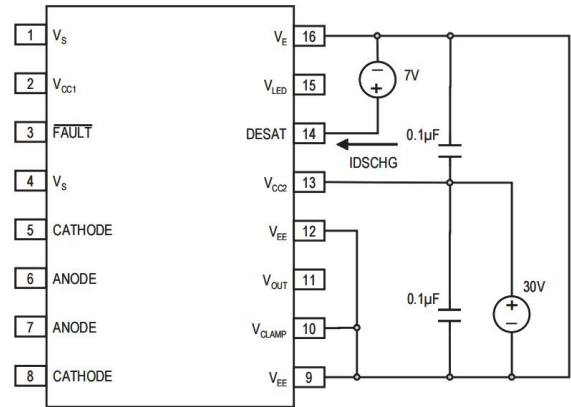 1 V_S
2 V_CC1
3 FAULT
4 V_S
5 CATHODE
6 ANODE
7 ANODE
8 CATHODE
V_E 16
V_LED 15
DESAT 14
V_CC2 13
V_EE 12
V_OUT 11
V_CLAMP 10
V_EE 9
− + 7V
IDSCHG
0.1µF
0.1µF
30V + −